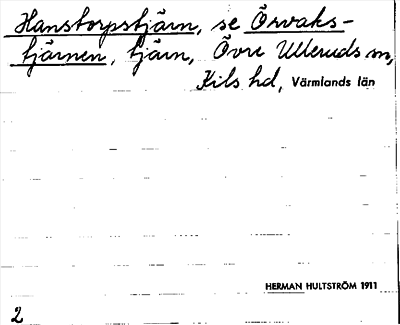 Hanstorpstjärn, se Örvaks-
tjärnen, tjärn, Övre Ulleruds sn,
Kils hd, Värmlands län
HERMAN HULTSTRÖM 1911
2